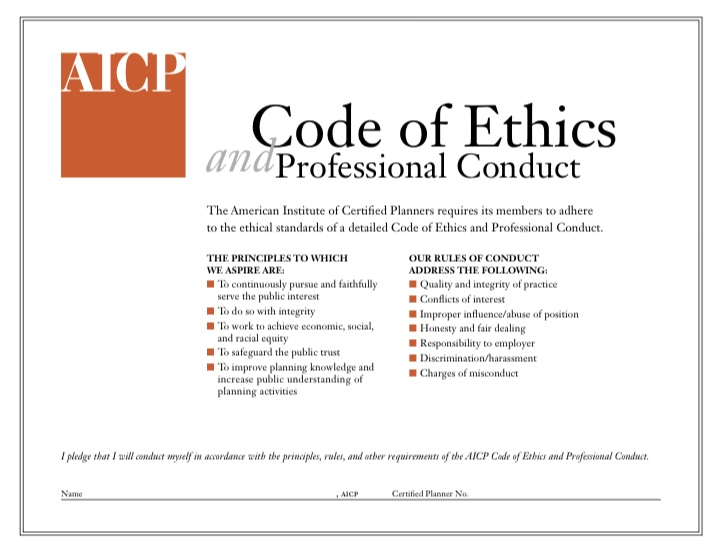 AICP
Code of Ethics
and Professional Conduct
The American Institute of Certified Planners requires its members to adhere
to the ethical standards of a detailed Code of Ethics and Professional Conduct.
THE PRINCIPLES TO WHICH
WE ASPIRE ARE:
■ To continuously pursue and faithfully
serve the public interest
■ To do so with integrity
■ To work to achieve economic, social,
and racial equity
■ To safeguard the public trust
■ To improve planning knowledge and
increase public understanding of
planning activities
OUR RULES OF CONDUCT
ADDRESS THE FOLLOWING:
■ Quality and integrity of practice
■ Conflicts of interest
■ Improper influence/abuse of position
■ Honesty and fair dealing
■ Responsibility to employer
■ Discrimination/harassment
■ Charges of misconduct
I pledge that I will conduct myself in accordance with the principles, rules, and other requirements of the AICP Code of Ethics and Professional Conduct.
Name , AICP Certified Planner No.